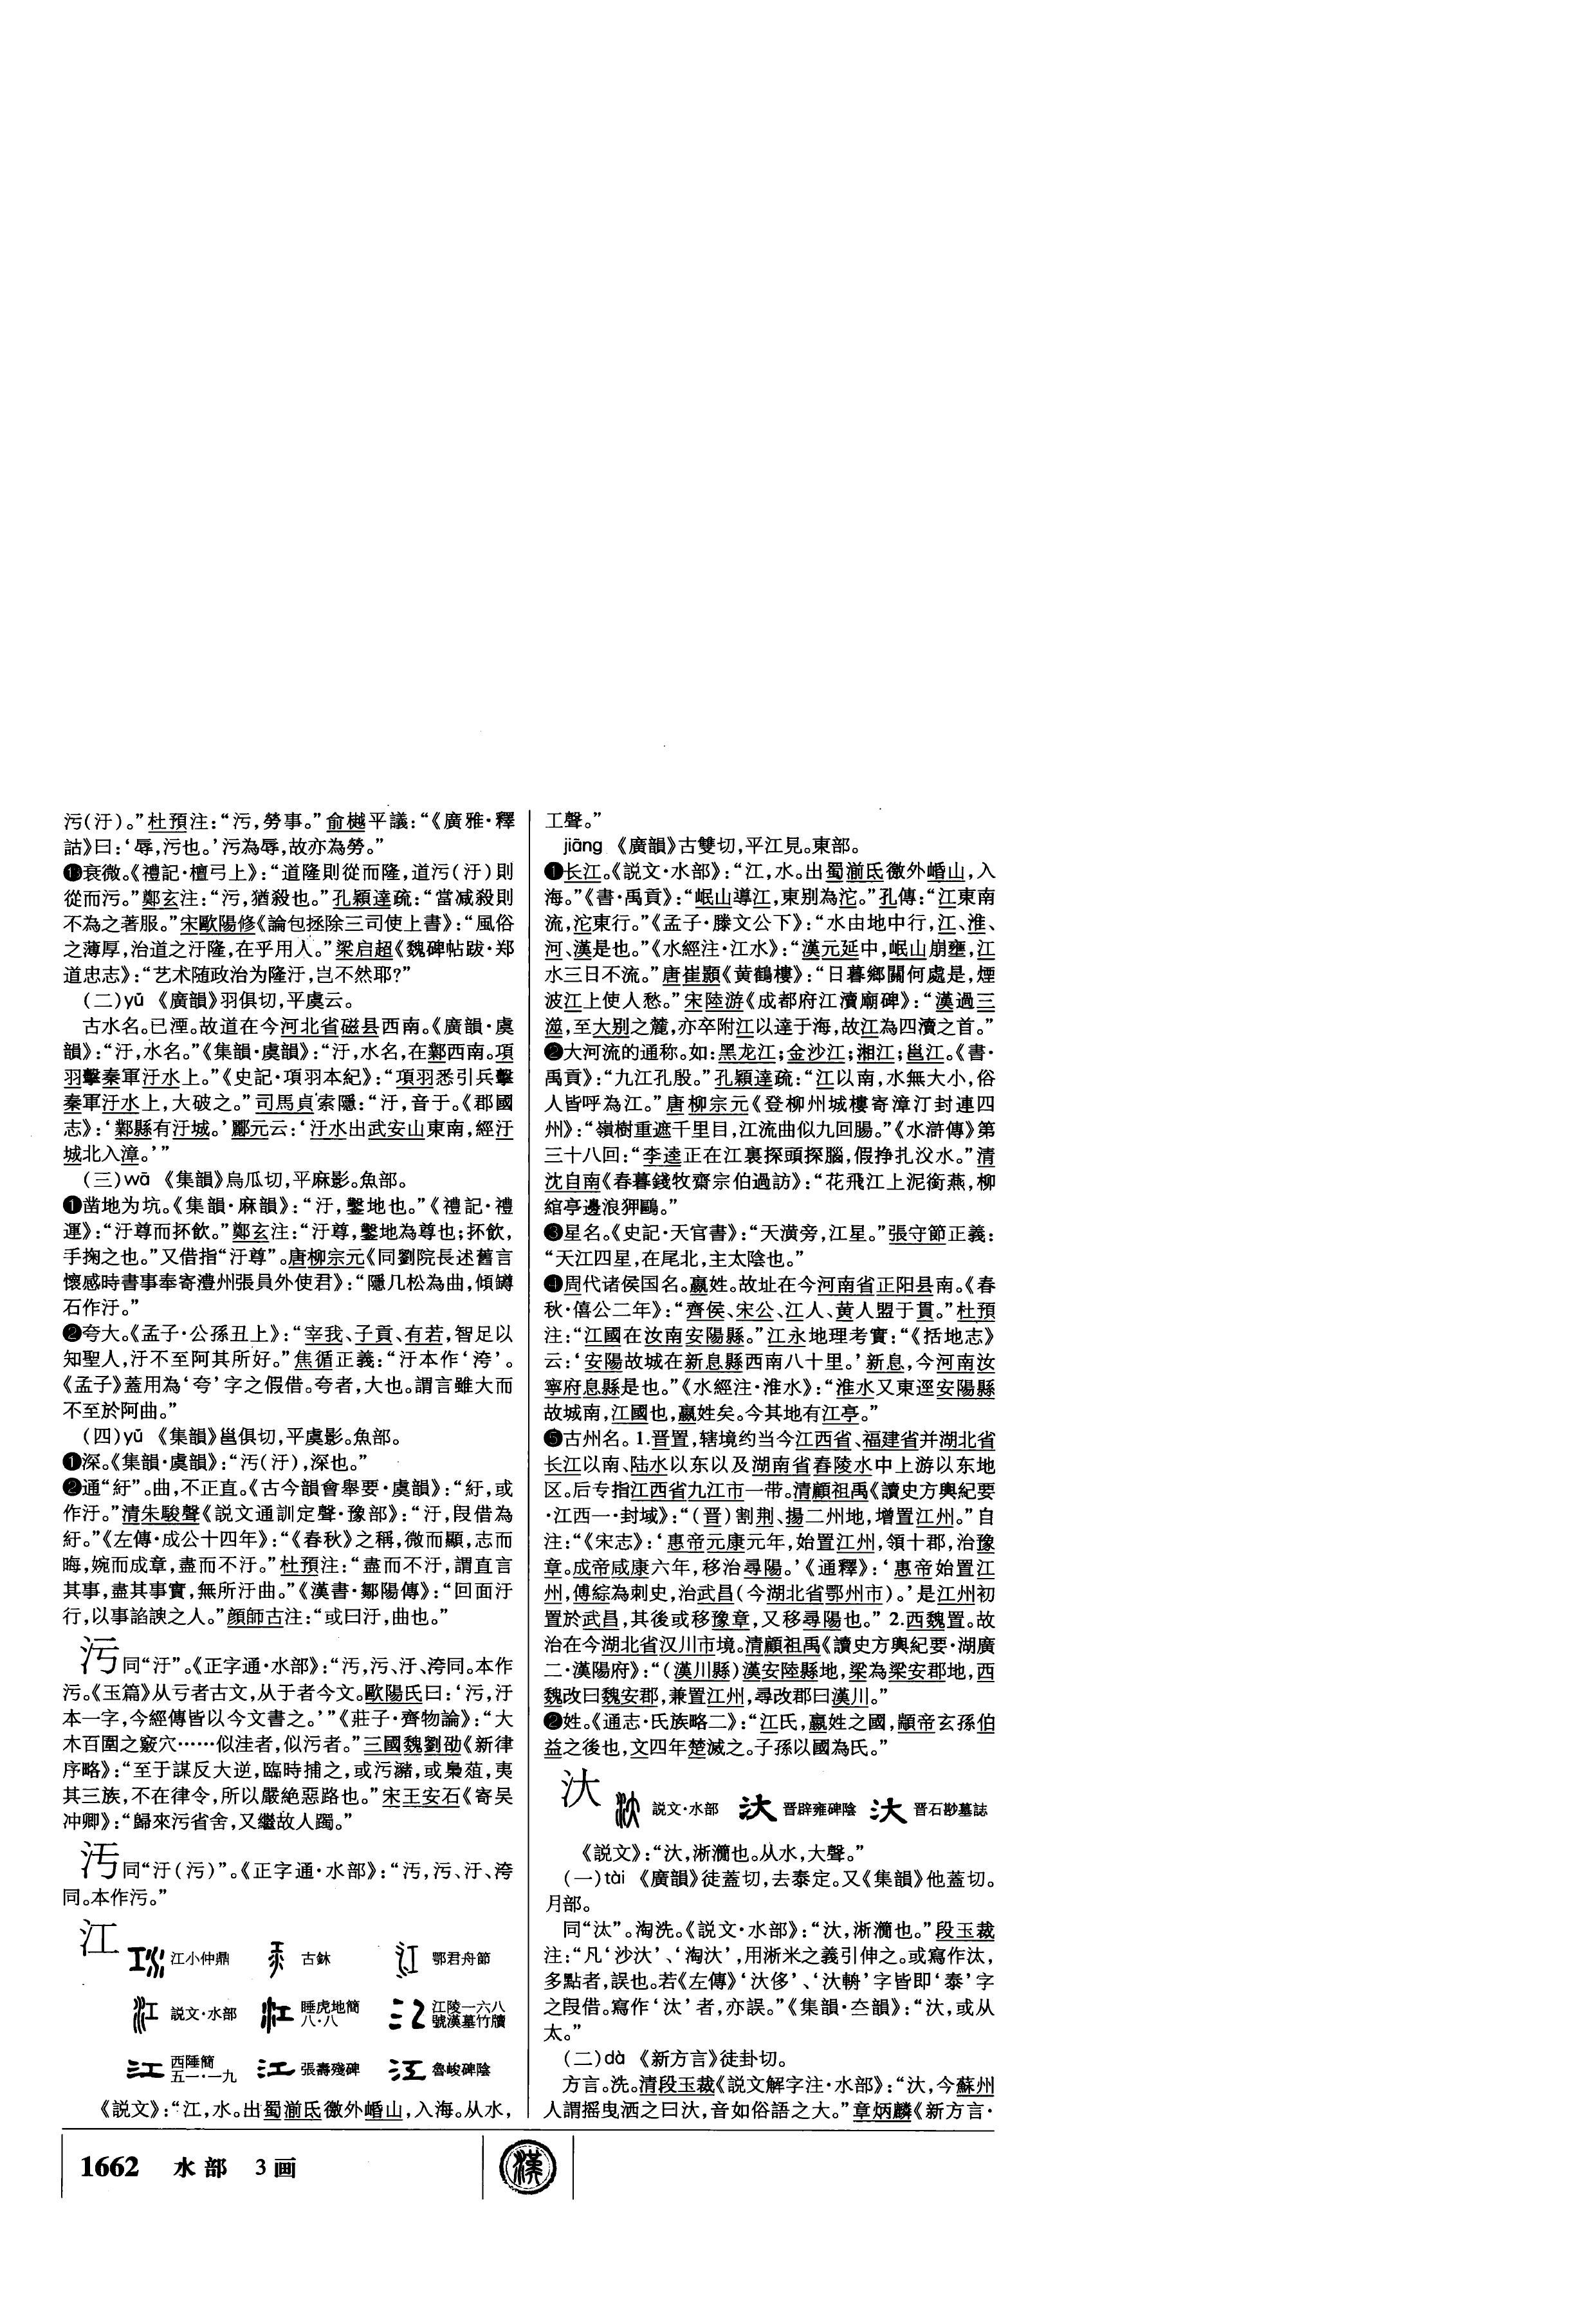 污(汙)。”杜預注：“污，勞事。”俞樾平議：“《廣雅·釋
詁》曰：‘辱，污也。’污為辱，故亦為勞。”
⓫衰微。《禮記·檀弓上》：“道隆則從而隆，道污(汙)則
從而污。”鄭玄注：“污，猶殺也。”孔穎達疏：“當減殺則
不為之著服。”宋歐陽修《論包拯除三司使上書》：“風俗
之薄厚，治道之汙隆，在乎用人。”梁启超《魏碑帖跋·郑
道忠志》：“艺术随政治为隆汙，岂不然耶？”
(二)yū 《廣韻》羽俱切，平虞云。
古水名。已湮。故道在今河北省磁县西南。《廣韻·虞
韻》：“汙，水名。”《集韻·虞韻》：“汙，水名，在鄴西南。項
羽擊秦軍汙水上。”《史記·項羽本紀》：“項羽悉引兵擊
秦軍汙水上，大破之。”司馬貞索隱：“汙，音于。《郡國
志》：‘鄴縣有汙城。’酈元云：‘汙水出武安山東南，經汙
城北入漳。’”
(三)wā 《集韻》烏瓜切，平麻影。魚部。
❶凿地为坑。《集韻·麻韻》：“汙，鑿地也。”《禮記·禮
運》：“汙尊而抔飲。”鄭玄注：“汙尊，鑿地為尊也；抔飲，
手掬之也。”又借指“汙尊”。唐柳宗元《同劉院長述舊言
懷感時書事奉寄澧州張員外使君》：“隱几松為曲，傾罇
石作汙。”
❷夸大。《孟子·公孫丑上》：“宰我、子貢、有若，智足以
知聖人，汙不至阿其所好。”焦循正義：“汙本作‘洿’。
《孟子》蓋用為‘夸’字之假借。夸者，大也。謂言雖大而
不至於阿曲。”
(四)yū 《集韻》邕俱切，平虞影。魚部。
❶深。《集韻·虞韻》：“污(汙)，深也。”
❷通“紆”。曲，不正直。《古今韻會舉要·虞韻》：“紆，或
作汙。”清朱駿聲《説文通訓定聲·豫部》：“汙，叚借為
紆。”《左傳·成公十四年》：“《春秋》之稱，微而顯，志而
晦，婉而成章，盡而不汙。”杜預注：“盡而不汙，謂直言
其事，盡其事實，無所汙曲。”《漢書·鄒陽傳》：“回面汙
行，以事諂諛之人。”顔師古注：“或曰汙，曲也。”
污 同“汙”。《正字通·水部》：“污，污、汙、洿同。本作
污。《玉篇》从亏者古文，从于者今文。歐陽氏曰：‘污，汙
本一字，今經傳皆以今文書之。’”《莊子·齊物論》：“大
木百圍之竅穴……似洼者，似污者。”三國魏劉劭《新律
序略》：“至于謀反大逆，臨時捕之，或污瀦，或梟菹，夷
其三族，不在律令，所以嚴絶惡路也。”宋王安石《寄吴
冲卿》：“歸來污省舍，又繼故人躅。”
汚 同“汙(污)”。《正字通·水部》：“污，污、汙、洿
同。本作污。”
江
江小仲鼎 古鉨 鄂君舟節
説文·水部 睡虎地簡八·八 江陵一六八號漢墓竹牘
西陲簡五一·一九 張壽殘碑 魯峻碑陰
《説文》：“江，水。出蜀湔氐徼外崏山，入海。从水，
工聲。”
jiāng 《廣韻》古雙切，平江見。東部。
❶长江。《説文·水部》：“江，水。出蜀湔氐徼外崏山，入
海。”《書·禹貢》：“岷山導江，東别為沱。”孔傳：“江東南
流，沱東行。”《孟子·滕文公下》：“水由地中行，江、淮、
河、漢是也。”《水經注·江水》：“漢元延中，岷山崩壅，江
水三日不流。”唐崔顥《黄鶴樓》：“日暮鄉關何處是，煙
波江上使人愁。”宋陸游《成都府江瀆廟碑》：“漢過三
澨，至大别之麓，亦卒附江以達于海，故江為四瀆之首。”
❷大河流的通称。如：黑龙江；金沙江；湘江；邕江。《書·
禹貢》：“九江孔殷。”孔穎達疏：“江以南，水無大小，俗
人皆呼為江。”唐柳宗元《登柳州城樓寄漳汀封連四
州》：“嶺樹重遮千里目，江流曲似九回腸。”《水滸傳》第
三十八回：“李逵正在江裏探頭探腦，假挣扎汊水。”清
沈自南《春暮錢牧齋宗伯過訪》：“花飛江上泥銜燕，柳
綰亭邊浪狎鷗。”
❸星名。《史記·天官書》：“天潢旁，江星。”張守節正義：
“天江四星，在尾北，主太陰也。”
❹周代诸侯国名。嬴姓。故址在今河南省正阳县南。《春
秋·僖公二年》：“齊侯、宋公、江人、黄人盟于貫。”杜預
注：“江國在汝南安陽縣。”江永地理考實：“《括地志》
云：‘安陽故城在新息縣西南八十里。’新息，今河南汝
寧府息縣是也。”《水經注·淮水》：“淮水又東逕安陽縣
故城南，江國也，嬴姓矣。今其地有江亭。”
❺古州名。1.晋置，辖境约当今江西省、福建省并湖北省
长江以南、陆水以东以及湖南省舂陵水中上游以东地
区。后专指江西省九江市一带。清顧祖禹《讀史方輿紀要
·江西一·封域》：“(晋)割荆、揚二州地，增置江州。”自
注：“《宋志》：‘惠帝元康元年，始置江州，領十郡，治豫
章。成帝咸康六年，移治尋陽。’《通釋》：‘惠帝始置江
州，傅綜為刺史，治武昌(今湖北省鄂州市)。’是江州初
置於武昌，其後或移豫章，又移尋陽也。” 2.西魏置。故
治在今湖北省汉川市境。清顧祖禹《讀史方輿紀要·湖廣
二·漢陽府》：“(漢川縣)漢安陸縣地，梁為梁安郡地，西
魏改曰魏安郡，兼置江州，尋改郡曰漢川。”
❷姓。《通志·氏族略二》：“江氏，嬴姓之國，顓帝玄孫伯
益之後也，文四年楚滅之。子孫以國為氏。”
汏 説文·水部 晋辟雍碑陰 晋石尠墓誌
《説文》：“汏，淅灡也。从水，大聲。”
(一)tài 《廣韻》徒蓋切，去泰定。又《集韻》他蓋切。
月部。
同“汰”。淘洗。《説文·水部》：“汏，淅灡也。”段玉裁
注：“凡‘沙汏’、‘淘汏’，用淅米之義引伸之。或寫作汰，
多點者，誤也。若《左傳》‘汏侈’、‘汏輈’字皆即‘泰’字
之叚借。寫作‘汰’者，亦誤。”《集韻·夳韻》：“汏，或从
太。”
(二)dà 《新方言》徒卦切。
方言。洗。清段玉裁《説文解字注·水部》：“汏，今蘇州
人謂摇曳洒之曰汏，音如俗語之大。”章炳麟《新方言·
1662 水部 3画
漢